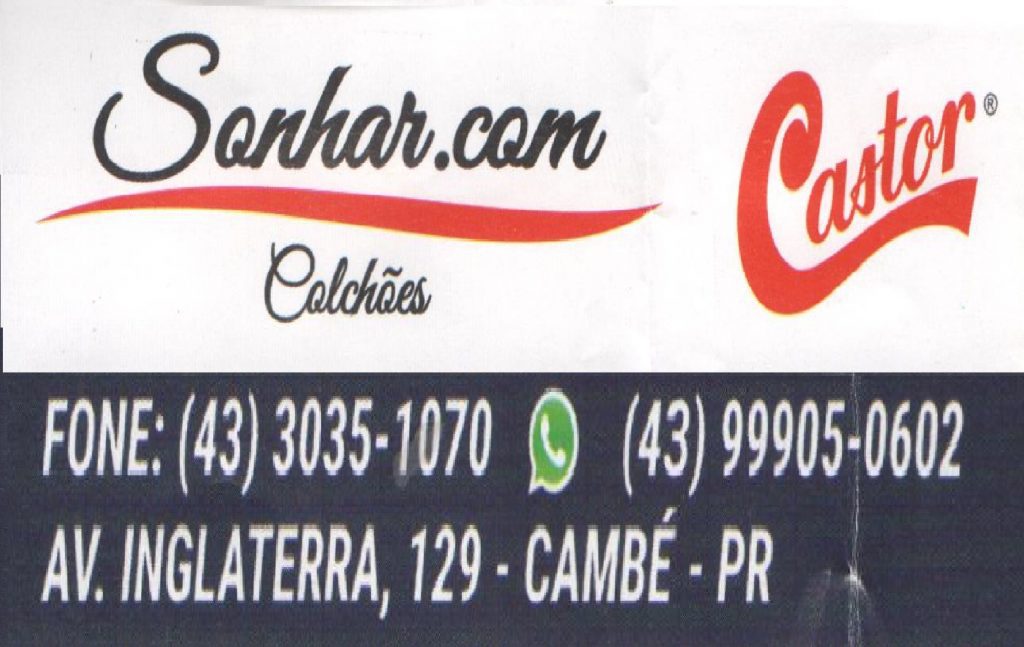 Sonhar.com
Colchões
Castor®
FONE: (43) 3035-1070 (43) 99905-0602
AV. INGLATERRA, 129 - CAMBÉ - PR